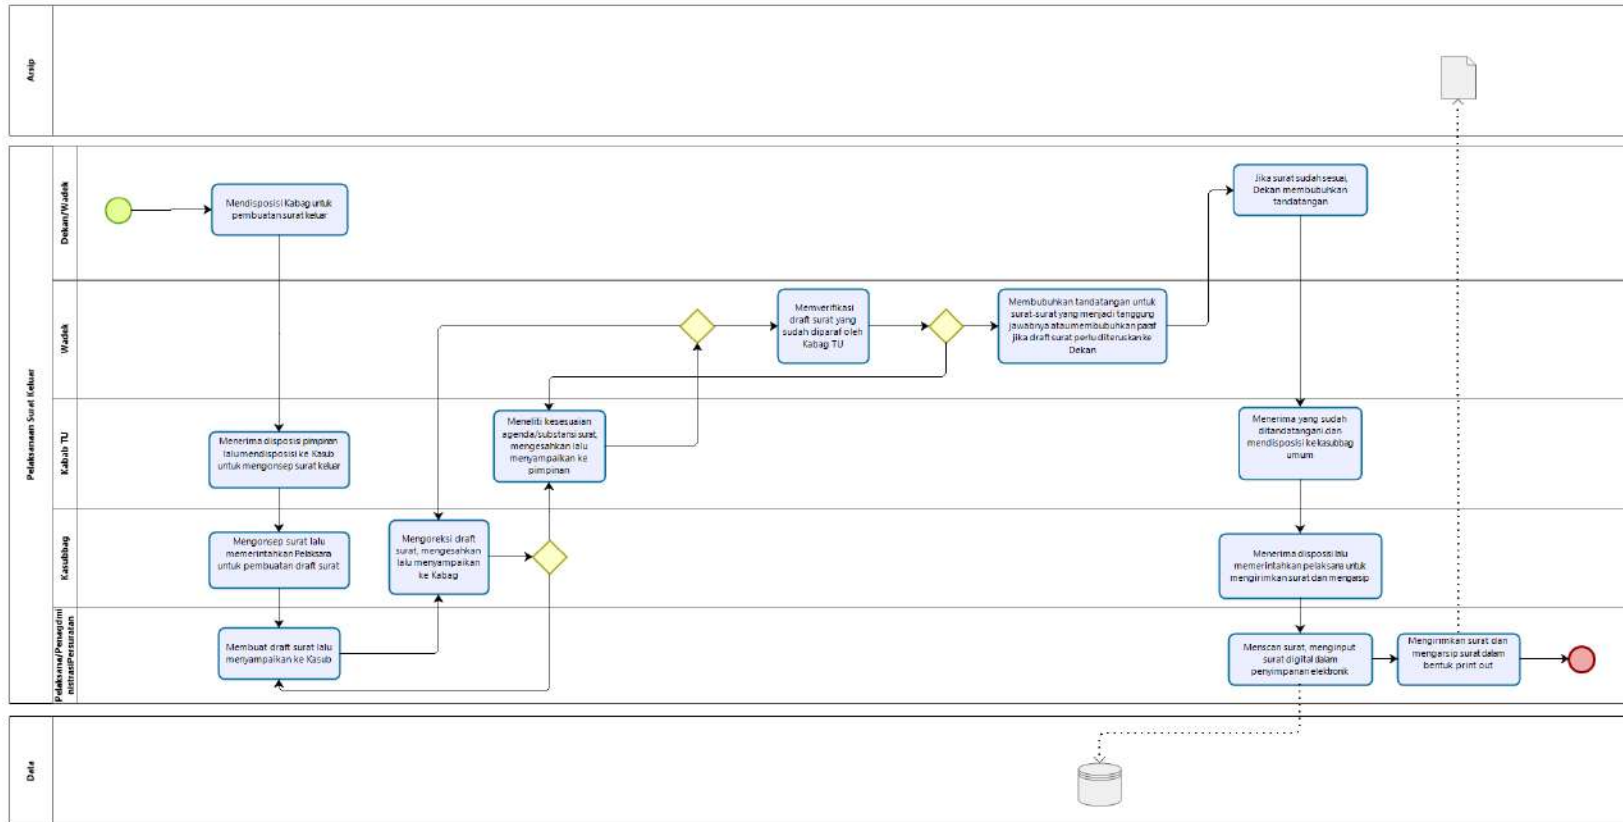 Arsip
Pelaksanaan Surat Keluar
Dekan/Wadek
Mendisposisi Kabag untuk
pembuatan surat keluar
Jika surat sudah sesuai,
Dekan membubuhkan
tandatangan
Wadek
Memverifikasi
draft surat yang
sudah diparaf oleh
Kabag TU
Membubuhkan tandatangan untuk
surat-surat yang menjadi tanggung
jawabnya atau membubuhkan paraf
jika draft surat perlu diteruskan ke
Dekan
Kabab TU
Menerima disposisi pimpinan
lalu mendisposisi ke Kasub
untuk mengonsep surat keluar
Meneliti kesesuaian
agenda/substansi surat,
mengesahkan lalu
menyampaikan ke
pimpinan
Menerima yang sudah
ditandatangani dan
mendisposisi ke kasubbag
umum
Kasubbag
Mengonsep surat lalu
memerintahkan Pelaksana
untuk pembuatan draft surat
Mengoreksi draft
surat, mengesahkan
lalu menyampaikan
ke Kabag
Menerima disposisi lalu
memerintahkan pelaksana untuk
mengirimkan surat dan mengarsip
Pelaksana/Penagdmi
nistrasiPersuratan
Membuat draft surat lalu
menyampaikan ke Kasub
Menscan surat, menginput
surat digital dalam
penyimpanan elektronik
Mengirimkan surat dan
mengarsip surat dalam
bentuk print out
Data